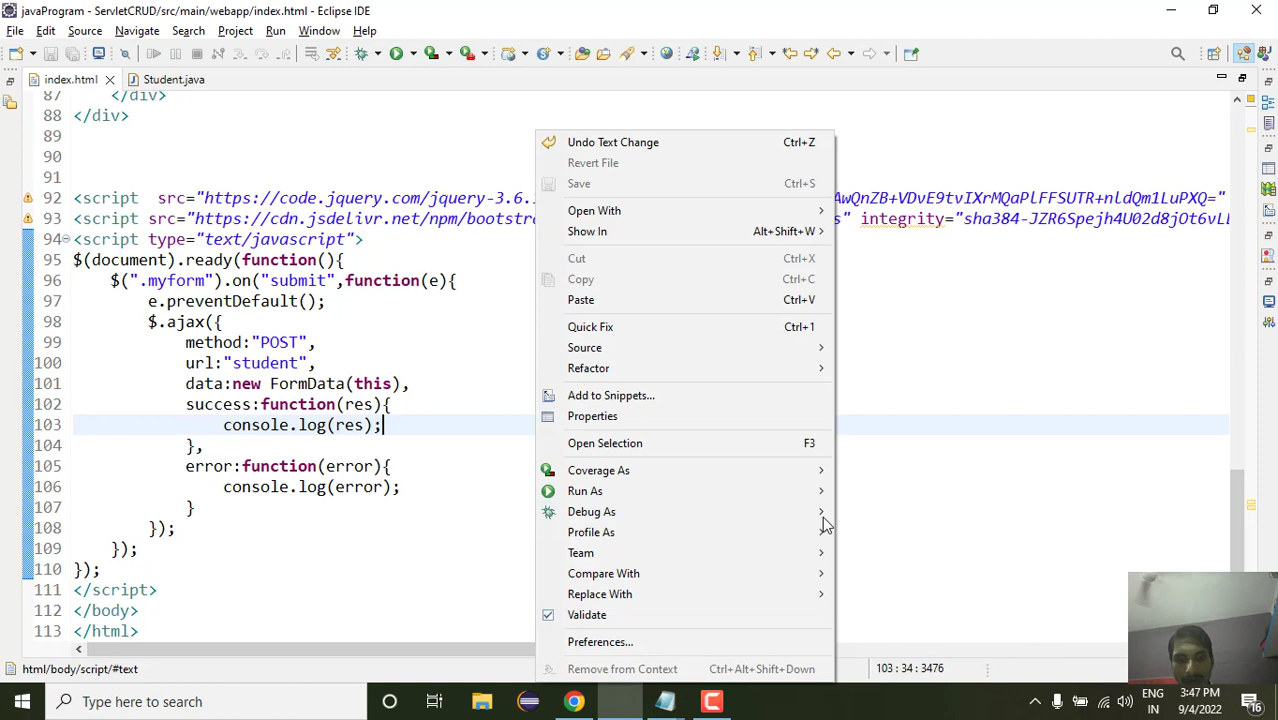 javaProgram - ServletCRUD/src/main/webapp/index.html - Eclipse IDE
File Edit Source Navigate Search Project Run Window Help
index.html Student.java
87 </div>
88 </div>
89
90
91
92 <script src="https://code.jquery.com/jquery-3.6. AwQnZB+VDvE9tvIXrMQaPlFFSUTR+nldQm1LuPXQ="
93 <script src="https://cdn.jsdelivr.net/npm/bootstr s" integrity="sha384-JZR6Spejh4U02d8jOt6vLE
94 <script type="text/javascript">
95 $(document).ready(function(){
96 $(".myform").on("submit",function(e){
97 e.preventDefault();
98 $.ajax({
99 method:"POST",
100 url:"student",
101 data:new FormData(this),
102 success:function(res){
103 console.log(res);
104 },
105 error:function(error){
106 console.log(error);
107 }
108 });
109 });
110 });
111 </script>
112 </body>
113 </html>
Undo Text Change Ctrl+Z
Revert File
Save Ctrl+S
Open With
Show In Alt+Shift+W
Cut Ctrl+X
Copy Ctrl+C
Paste Ctrl+V
Quick Fix Ctrl+1
Source
Refactor
Add to Snippets...
Properties
Open Selection F3
Coverage As
Run As
Debug As
Profile As
Team
Compare With
Replace With
Validate
Preferences...
Remove from Context Ctrl+Alt+Shift+Down
html/body/script/#text 103 : 34 : 3476
Type here to search
ENG
IN
3:47 PM
9/4/2022
16